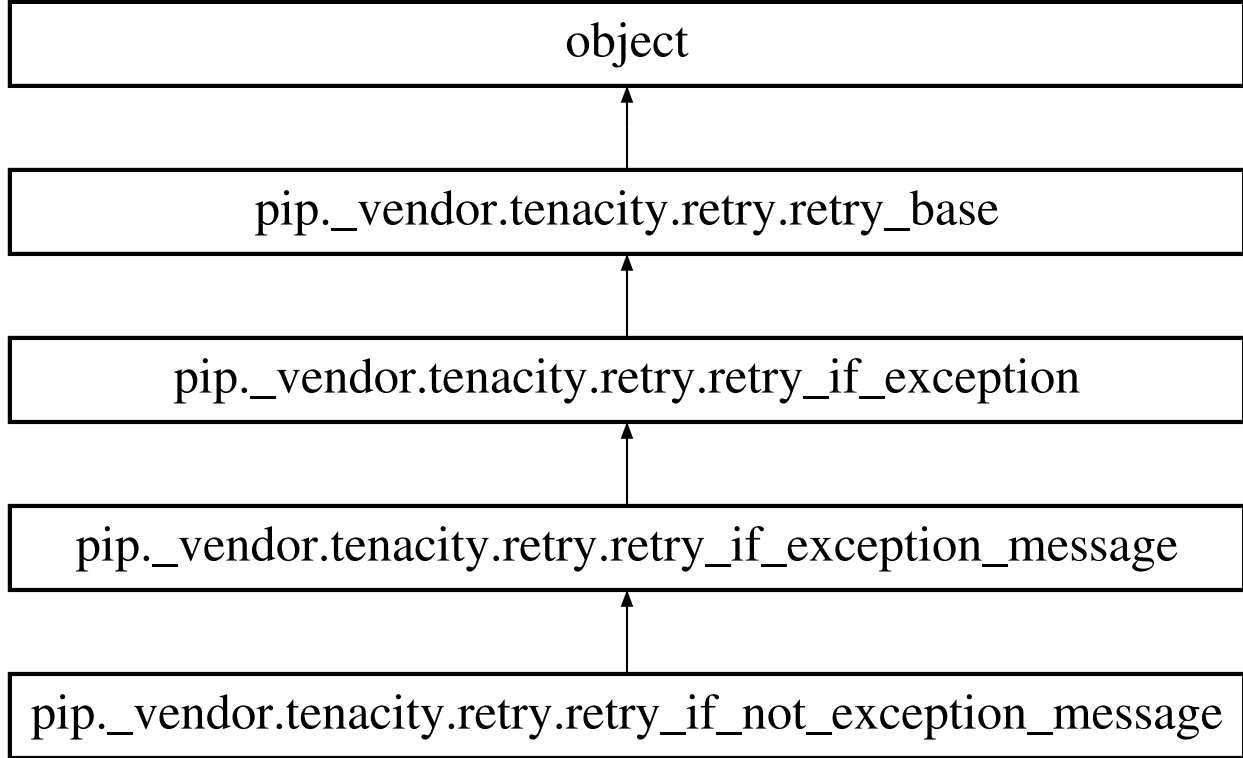 object
pip._vendor.tenacity.retry.retry_base
pip._vendor.tenacity.retry.retry_if_exception
pip._vendor.tenacity.retry.retry_if_exception_message
pip._vendor.tenacity.retry.retry_if_not_exception_message